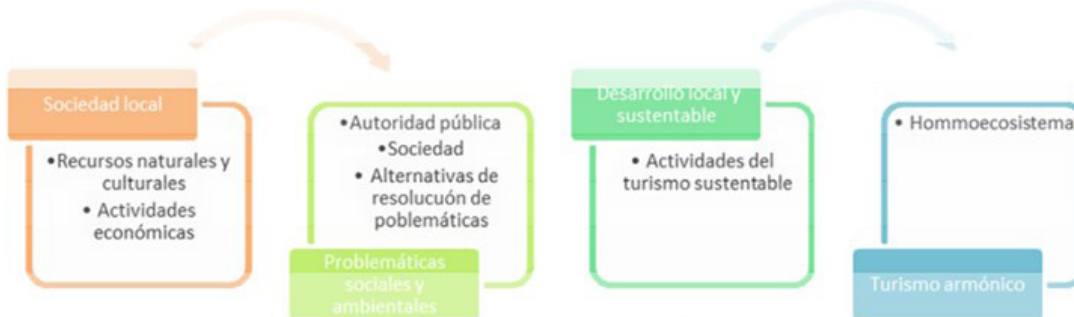 Sociedad local
•Recursos naturales y
culturales
• Actividades
económicas
•Autoridad pública
•Sociedad
• Alternativas de
resolucuón de
poblemáticas
Problemáticas
sociales y
ambientales
Desarrollo local y
sustentable
• Actividades del
turismo sustentable
• Hommoecosistema
Turismo armónico